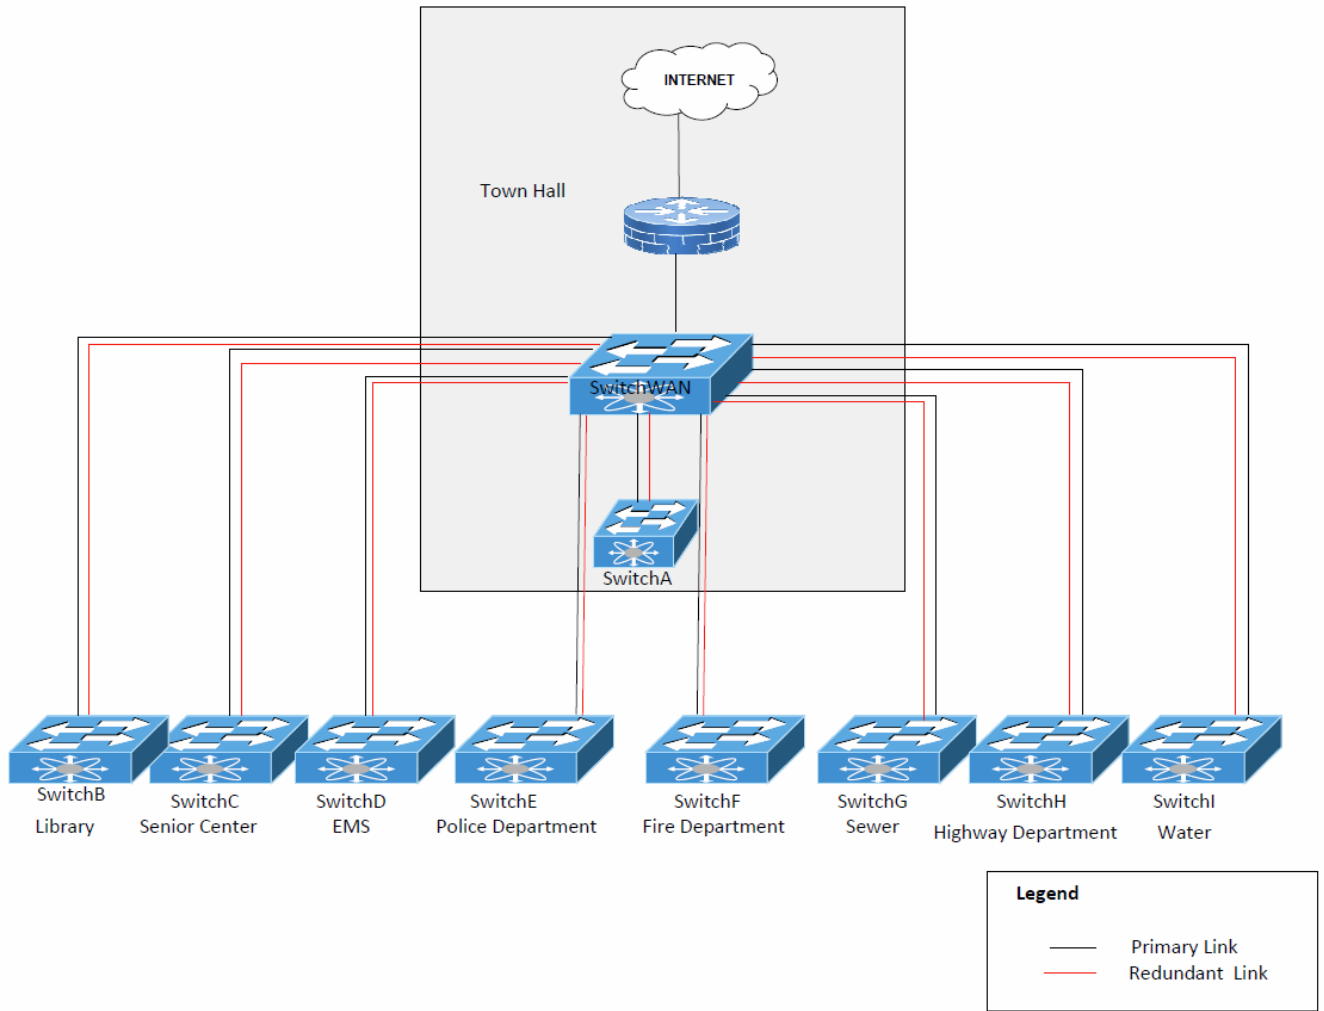 INTERNET
Town Hall
SwitchWAN
SwitchA
SwitchB
Library
SwitchC
Senior Center
SwitchD
EMS
SwitchE
Police Department
SwitchF
Fire Department
SwitchG
Sewer
SwitchH
Highway Department
SwitchI
Water
Legend
Primary Link
Redundant Link